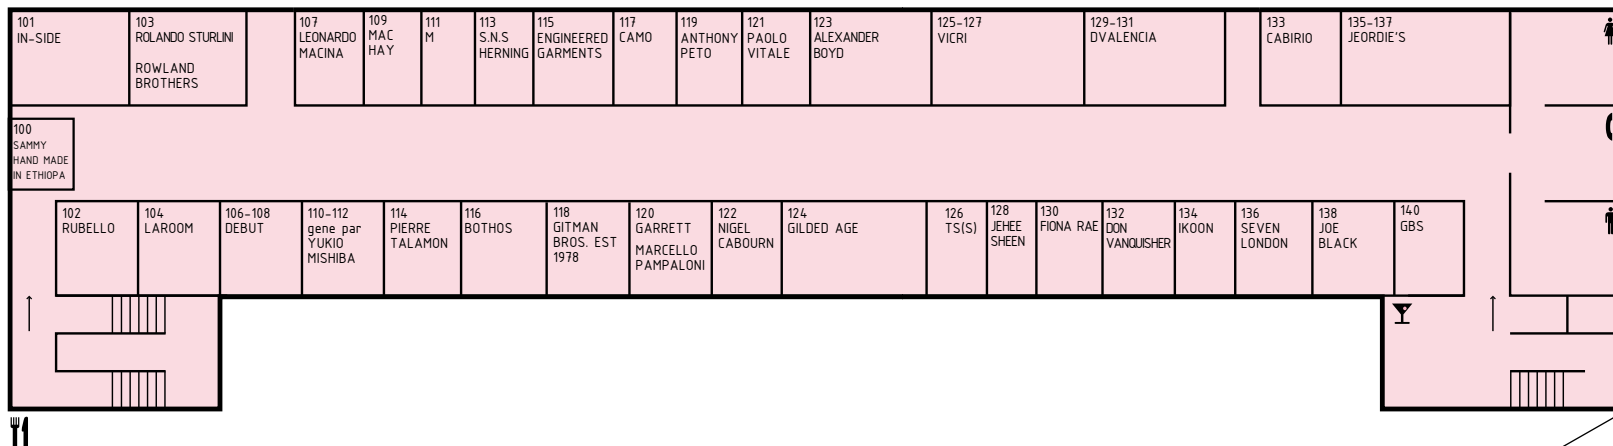 101
IN-SIDE
103
ROLANDO STURLINI
ROWLAND
BROTHERS
107
LEONARDO
MACINA
109
MAC
HAY
111
M
113
S.N.S
HERNING
115
ENGINEERED
GARMENTS
117
CAMO
119
ANTHONY
PETO
121
PAOLO
VITALE
123
ALEXANDER
BOYD
125-127
VICRI
129-131
DVALENCIA
133
CABIRIO
135-137
JEORDIE'S
100
SAMMY
HAND MADE
IN ETHIOPA
102
RUBELLO
104
LAROOM
106-108
DEBUT
110-112
gene par
YUKIO
MISHIBA
114
PIERRE
TALAMON
116
BOTHOS
118
GITMAN
BROS. EST
1978
120
GARRETT
MARCELLO
PAMPALONI
122
NIGEL
CABOURN
124
GILDED AGE
126
TS(S)
128
JEHEE
SHEEN
130
FIONA RAE
132
DON
VANQUISHER
134
IKOON
136
SEVEN
LONDON
138
JOE
BLACK
140
GBS